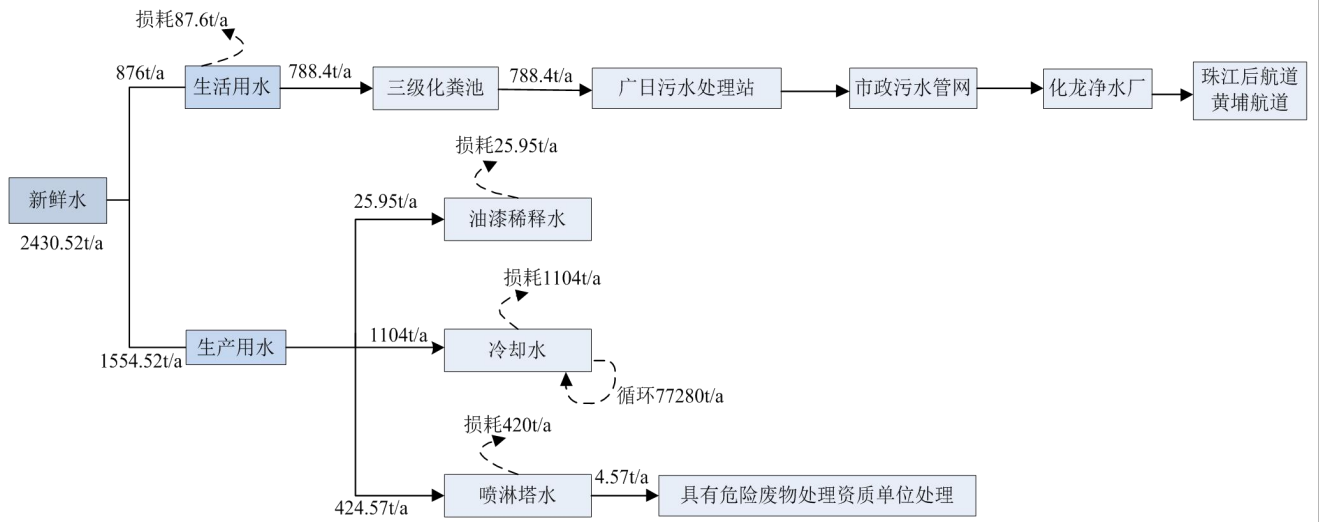 损耗87.6t/a
876t/a
生活用水
788.4t/a
三级化粪池
788.4t/a
广日污水处理站
市政污水管网
化龙净水厂
珠江后航道
黄埔航道
新鲜水
2430.52t/a
损耗25.95t/a
25.95t/a
油漆稀释水
损耗1104t/a
1554.52t/a
生产用水
1104t/a
冷却水
循环77280t/a
损耗420t/a
424.57t/a
喷淋塔水
4.57t/a
具有危险废物处理资质单位处理